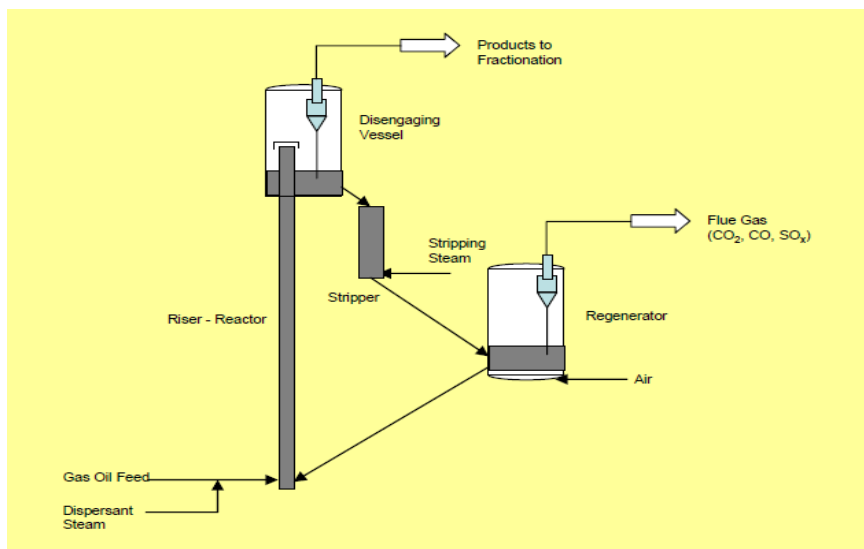 Products to
Fractionation
Disengaging
Vessel
Flue Gas
(CO₂, CO, SOₓ)
Stripping
Steam
Stripper
Riser - Reactor
Regenerator
Air
Gas Oil Feed
Dispersant
Steam